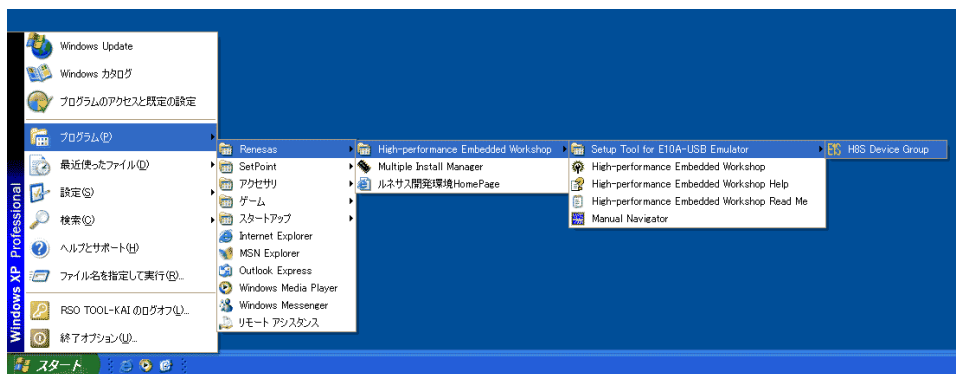 Windows Update
Windows カタログ
プログラムのアクセスと既定の設定
プログラム(P)
最近使ったファイル(D)
設定(S)
検索(C)
ヘルプとサポート(H)
ファイル名を指定して実行(R)...
RSO TOOL-KAI のログオフ(L)...
終了オプション(U)...
Windows XP Professional
スタート
Renesas
SetPoint
アクセサリ
ゲーム
スタートアップ
Internet Explorer
MSN Explorer
Outlook Express
Windows Media Player
Windows Messenger
リモート アシスタンス
High-performance Embedded Workshop
Multiple Install Manager
ルネサス開発環境HomePage
Setup Tool for E10A-USB Emulator
High-performance Embedded Workshop
High-performance Embedded Workshop Help
High-performance Embedded Workshop Read Me
Manual Navigator
H8S Device Group